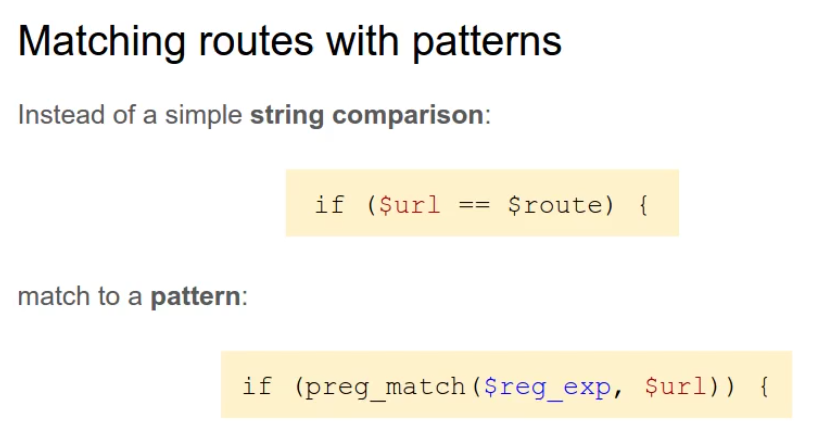 Matching routes with patterns
Instead of a simple string comparison:
if ($url == $route) {
match to a pattern:
if (preg_match($reg_exp, $url)) {